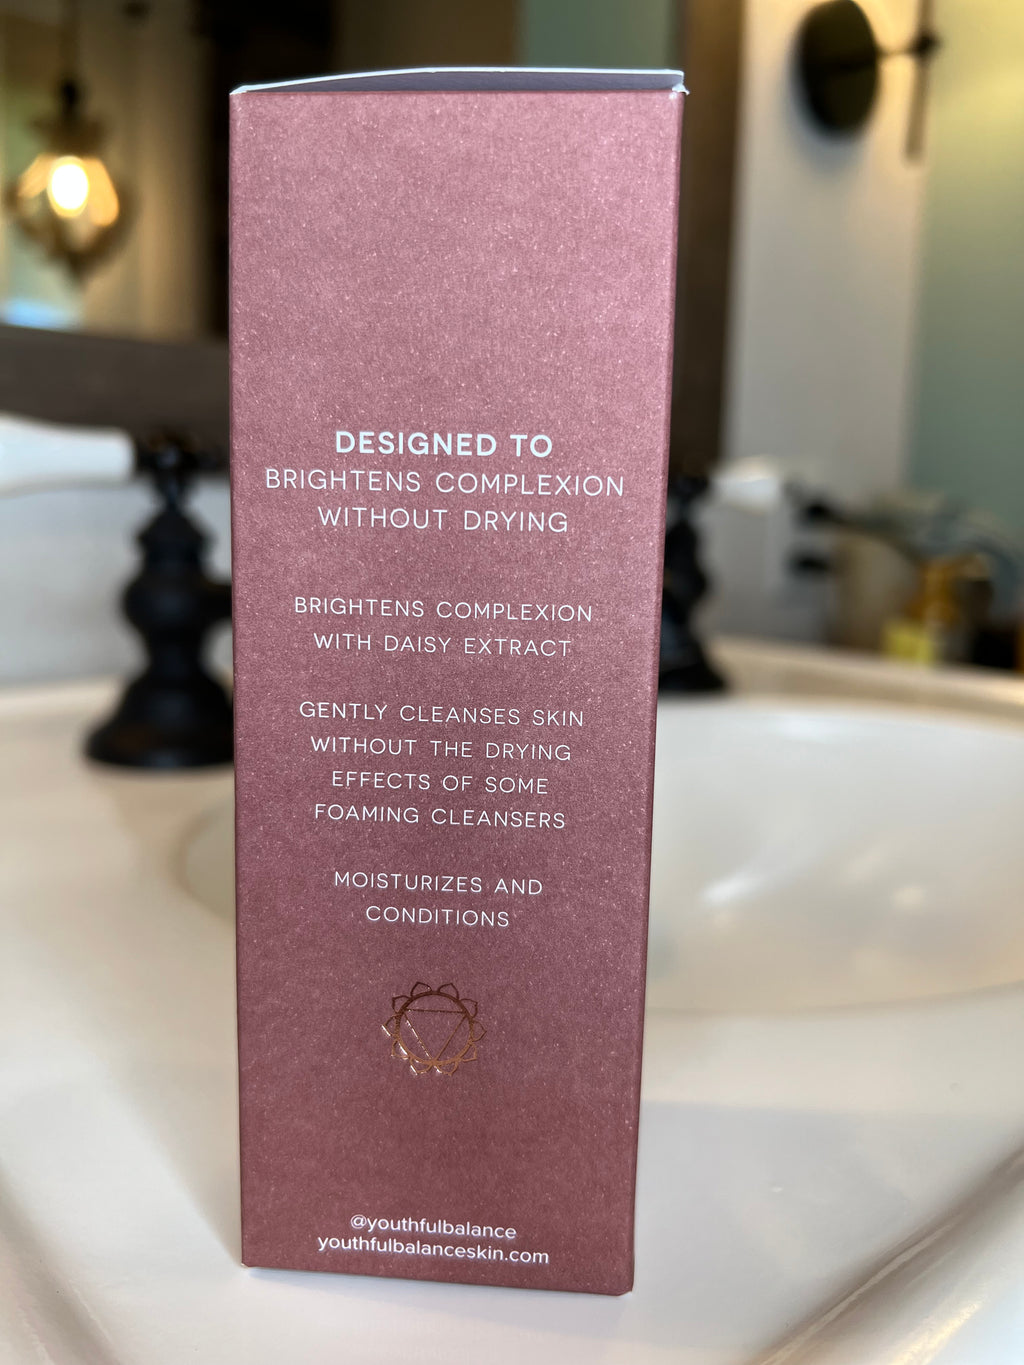 DESIGNED TO
BRIGHTENS COMPLEXION
WITHOUT DRYING
BRIGHTENS COMPLEXION
WITH DAISY EXTRACT
GENTLY CLEANSES SKIN
WITHOUT THE DRYING
EFFECTS OF SOME
FOAMING CLEANSERS
MOISTURIZES AND
CONDITIONS
@youthfulbalance
youthfulbalanceskin.com